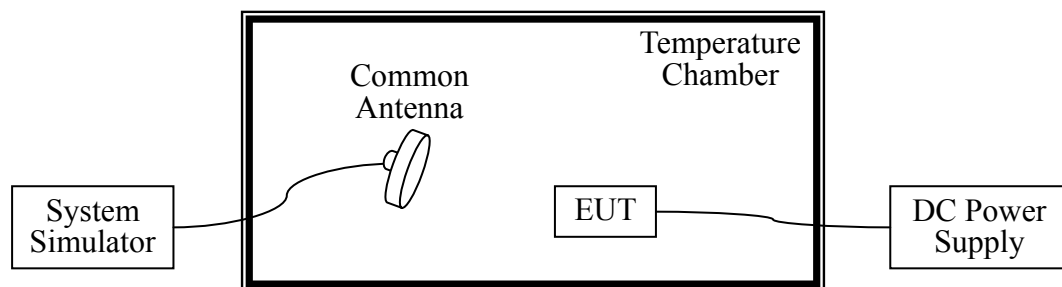 Temperature
Chamber
Common
Antenna
System
Simulator
EUT
DC Power
Supply